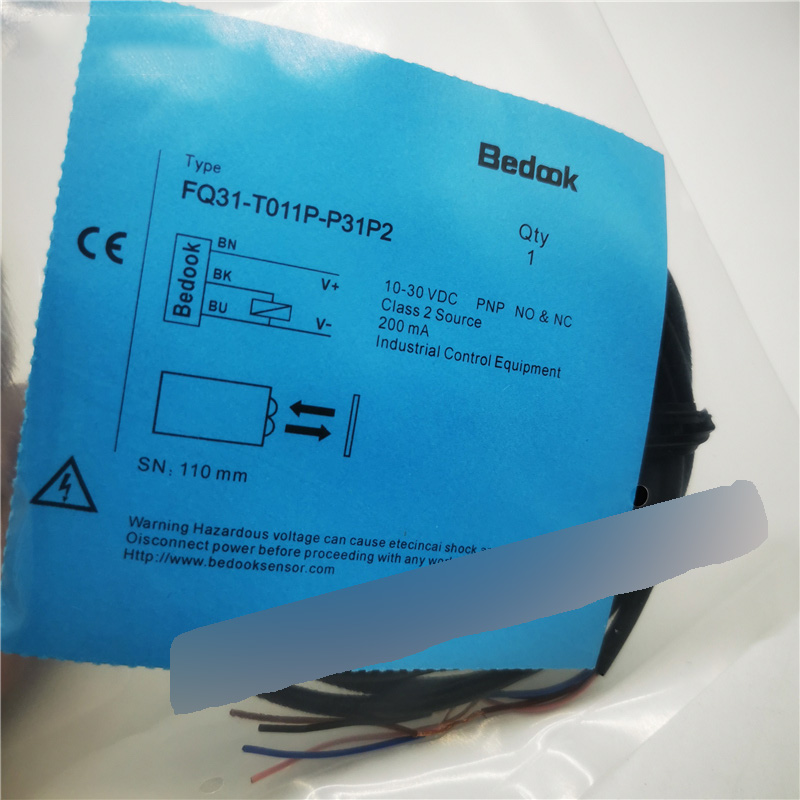 Bedook
Type
FQ31-T011P-P31P2
Qty
1
CE
Bedook
BN
BK
BU
V+
V-
10-30 VDC PNP NO & NC
Class 2 Source
200 mA
Industrial Control Equipment
SN: 110 mm
Warning Hazardous voltage can cause etecincai shock
Oisconnect power before proceeding with any
Http://www.bedooksensor.com